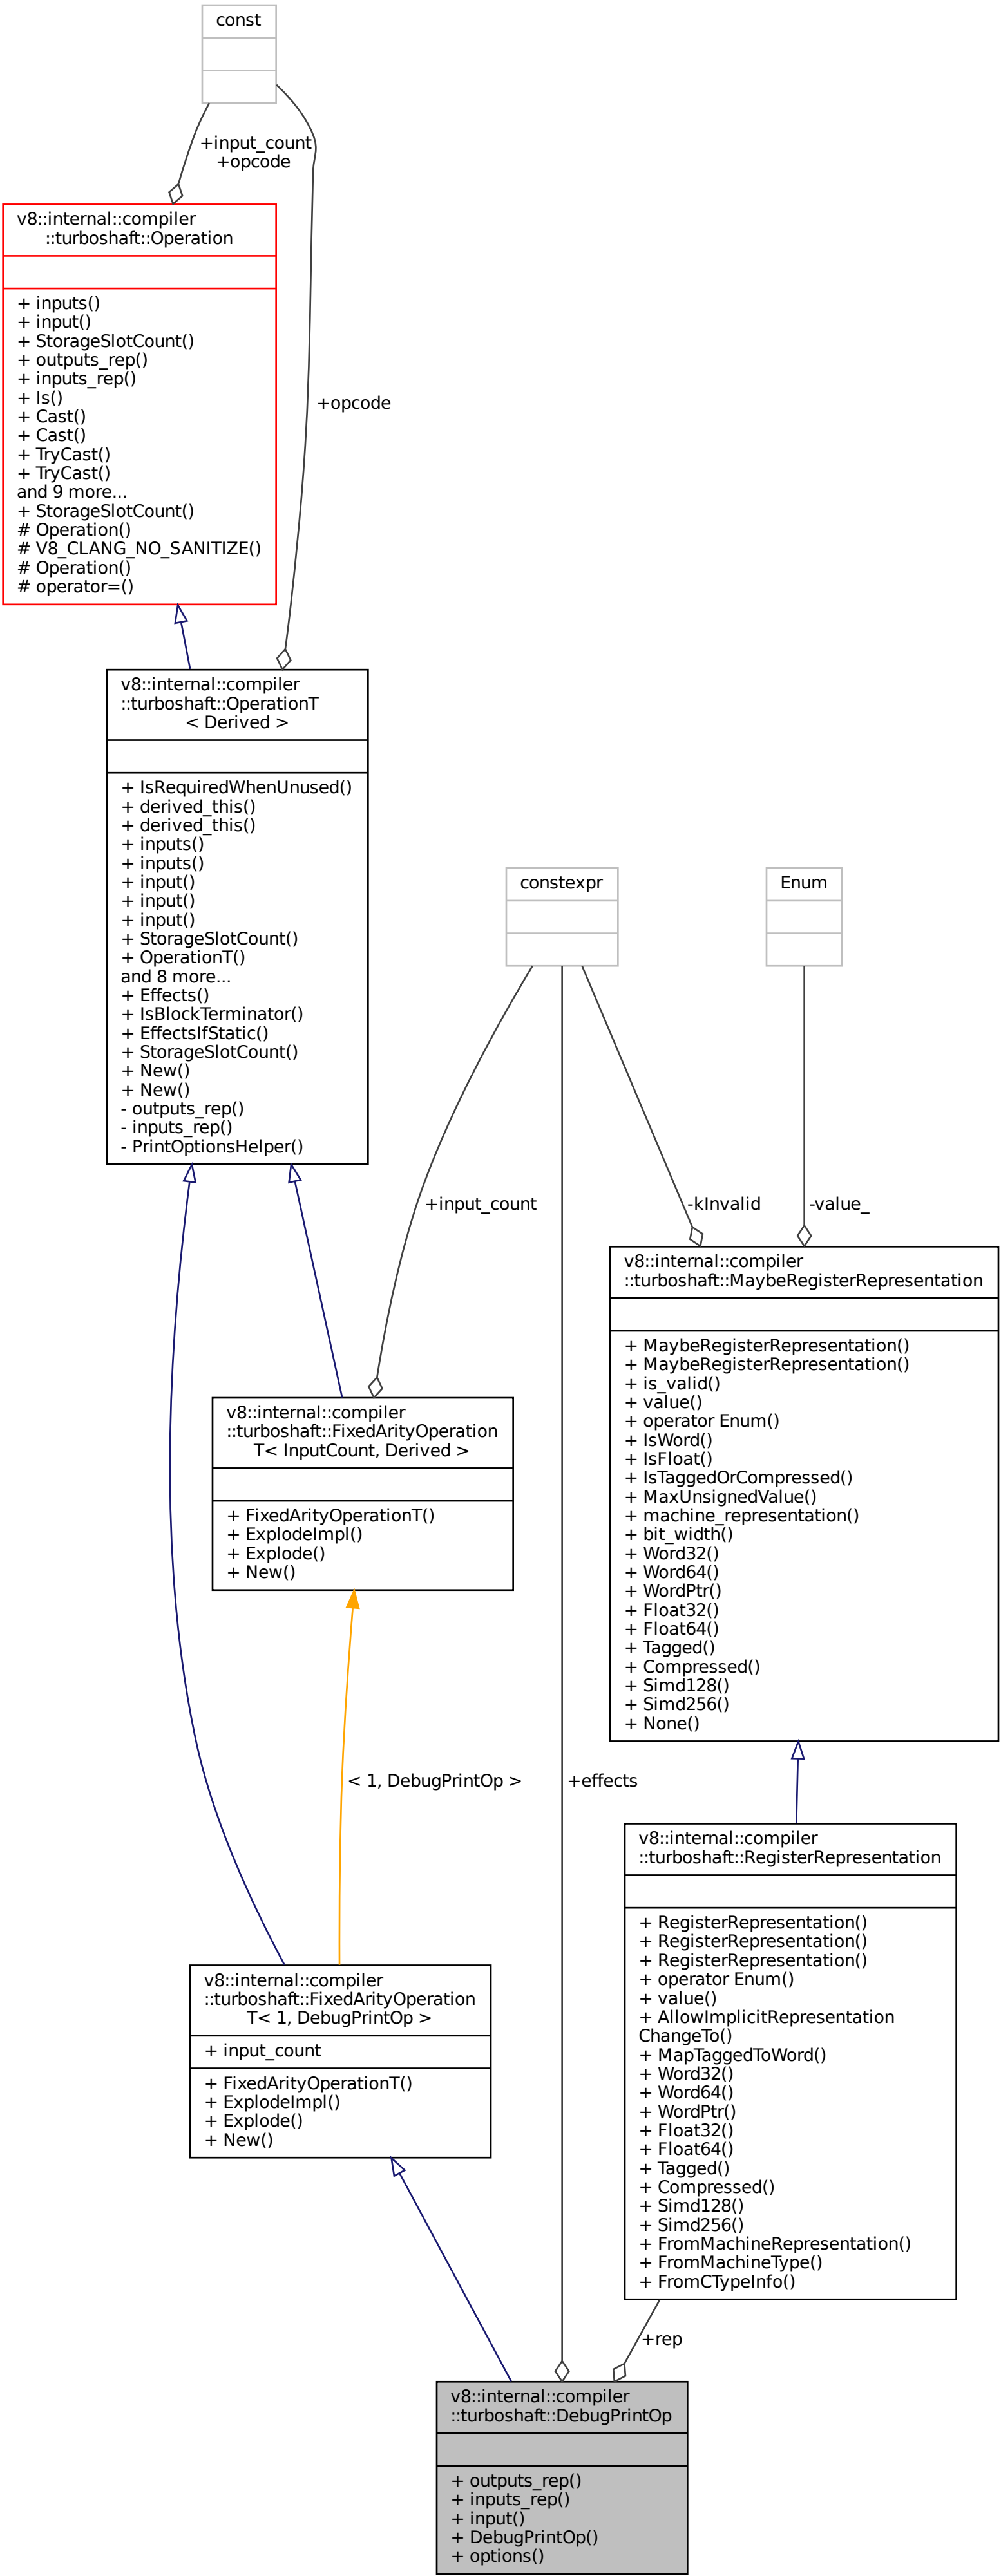 const
+input_count
+opcode
v8::internal::compiler
::turboshaft::Operation
+ inputs()
+ input()
+ StorageSlotCount()
+ outputs_rep()
+ inputs_rep()
+ Is()
+ Cast()
+ Cast()
+ TryCast()
+ TryCast()
and 9 more...
+ StorageSlotCount()
# Operation()
# V8_CLANG_NO_SANITIZE()
# Operation()
# operator=()
+opcode
v8::internal::compiler
::turboshaft::OperationT
< Derived >
+ IsRequiredWhenUnused()
+ derived_this()
+ derived_this()
+ inputs()
+ inputs()
+ input()
+ input()
+ input()
+ StorageSlotCount()
+ OperationT()
and 8 more...
+ Effects()
+ IsBlockTerminator()
+ EffectsIfStatic()
+ StorageSlotCount()
+ New()
+ New()
- outputs_rep()
- inputs_rep()
- PrintOptionsHelper()
constexpr
Enum
+input_count
-kInvalid
-value_
v8::internal::compiler
::turboshaft::MaybeRegisterRepresentation
+ MaybeRegisterRepresentation()
+ MaybeRegisterRepresentation()
+ is_valid()
+ value()
+ operator Enum()
+ IsWord()
+ IsFloat()
+ IsTaggedOrCompressed()
+ MaxUnsignedValue()
+ machine_representation()
+ bit_width()
+ Word32()
+ Word64()
+ WordPtr()
+ Float32()
+ Float64()
+ Tagged()
+ Compressed()
+ Simd128()
+ Simd256()
+ None()
v8::internal::compiler
::turboshaft::FixedArityOperation
T< InputCount, Derived >
+ FixedArityOperationT()
+ ExplodeImpl()
+ Explode()
+ New()
< 1, DebugPrintOp >
+effects
v8::internal::compiler
::turboshaft::RegisterRepresentation
+ RegisterRepresentation()
+ RegisterRepresentation()
+ RegisterRepresentation()
+ operator Enum()
+ value()
+ AllowImplicitRepresentation
ChangeTo()
+ MapTaggedToWord()
+ Word32()
+ Word64()
+ WordPtr()
+ Float32()
+ Float64()
+ Tagged()
+ Compressed()
+ Simd128()
+ Simd256()
+ FromMachineRepresentation()
+ FromMachineType()
+ FromCTypeInfo()
v8::internal::compiler
::turboshaft::FixedArityOperation
T< 1, DebugPrintOp >
+ input_count
+ FixedArityOperationT()
+ ExplodeImpl()
+ Explode()
+ New()
+rep
v8::internal::compiler
::turboshaft::DebugPrintOp
+ outputs_rep()
+ inputs_rep()
+ input()
+ DebugPrintOp()
+ options()